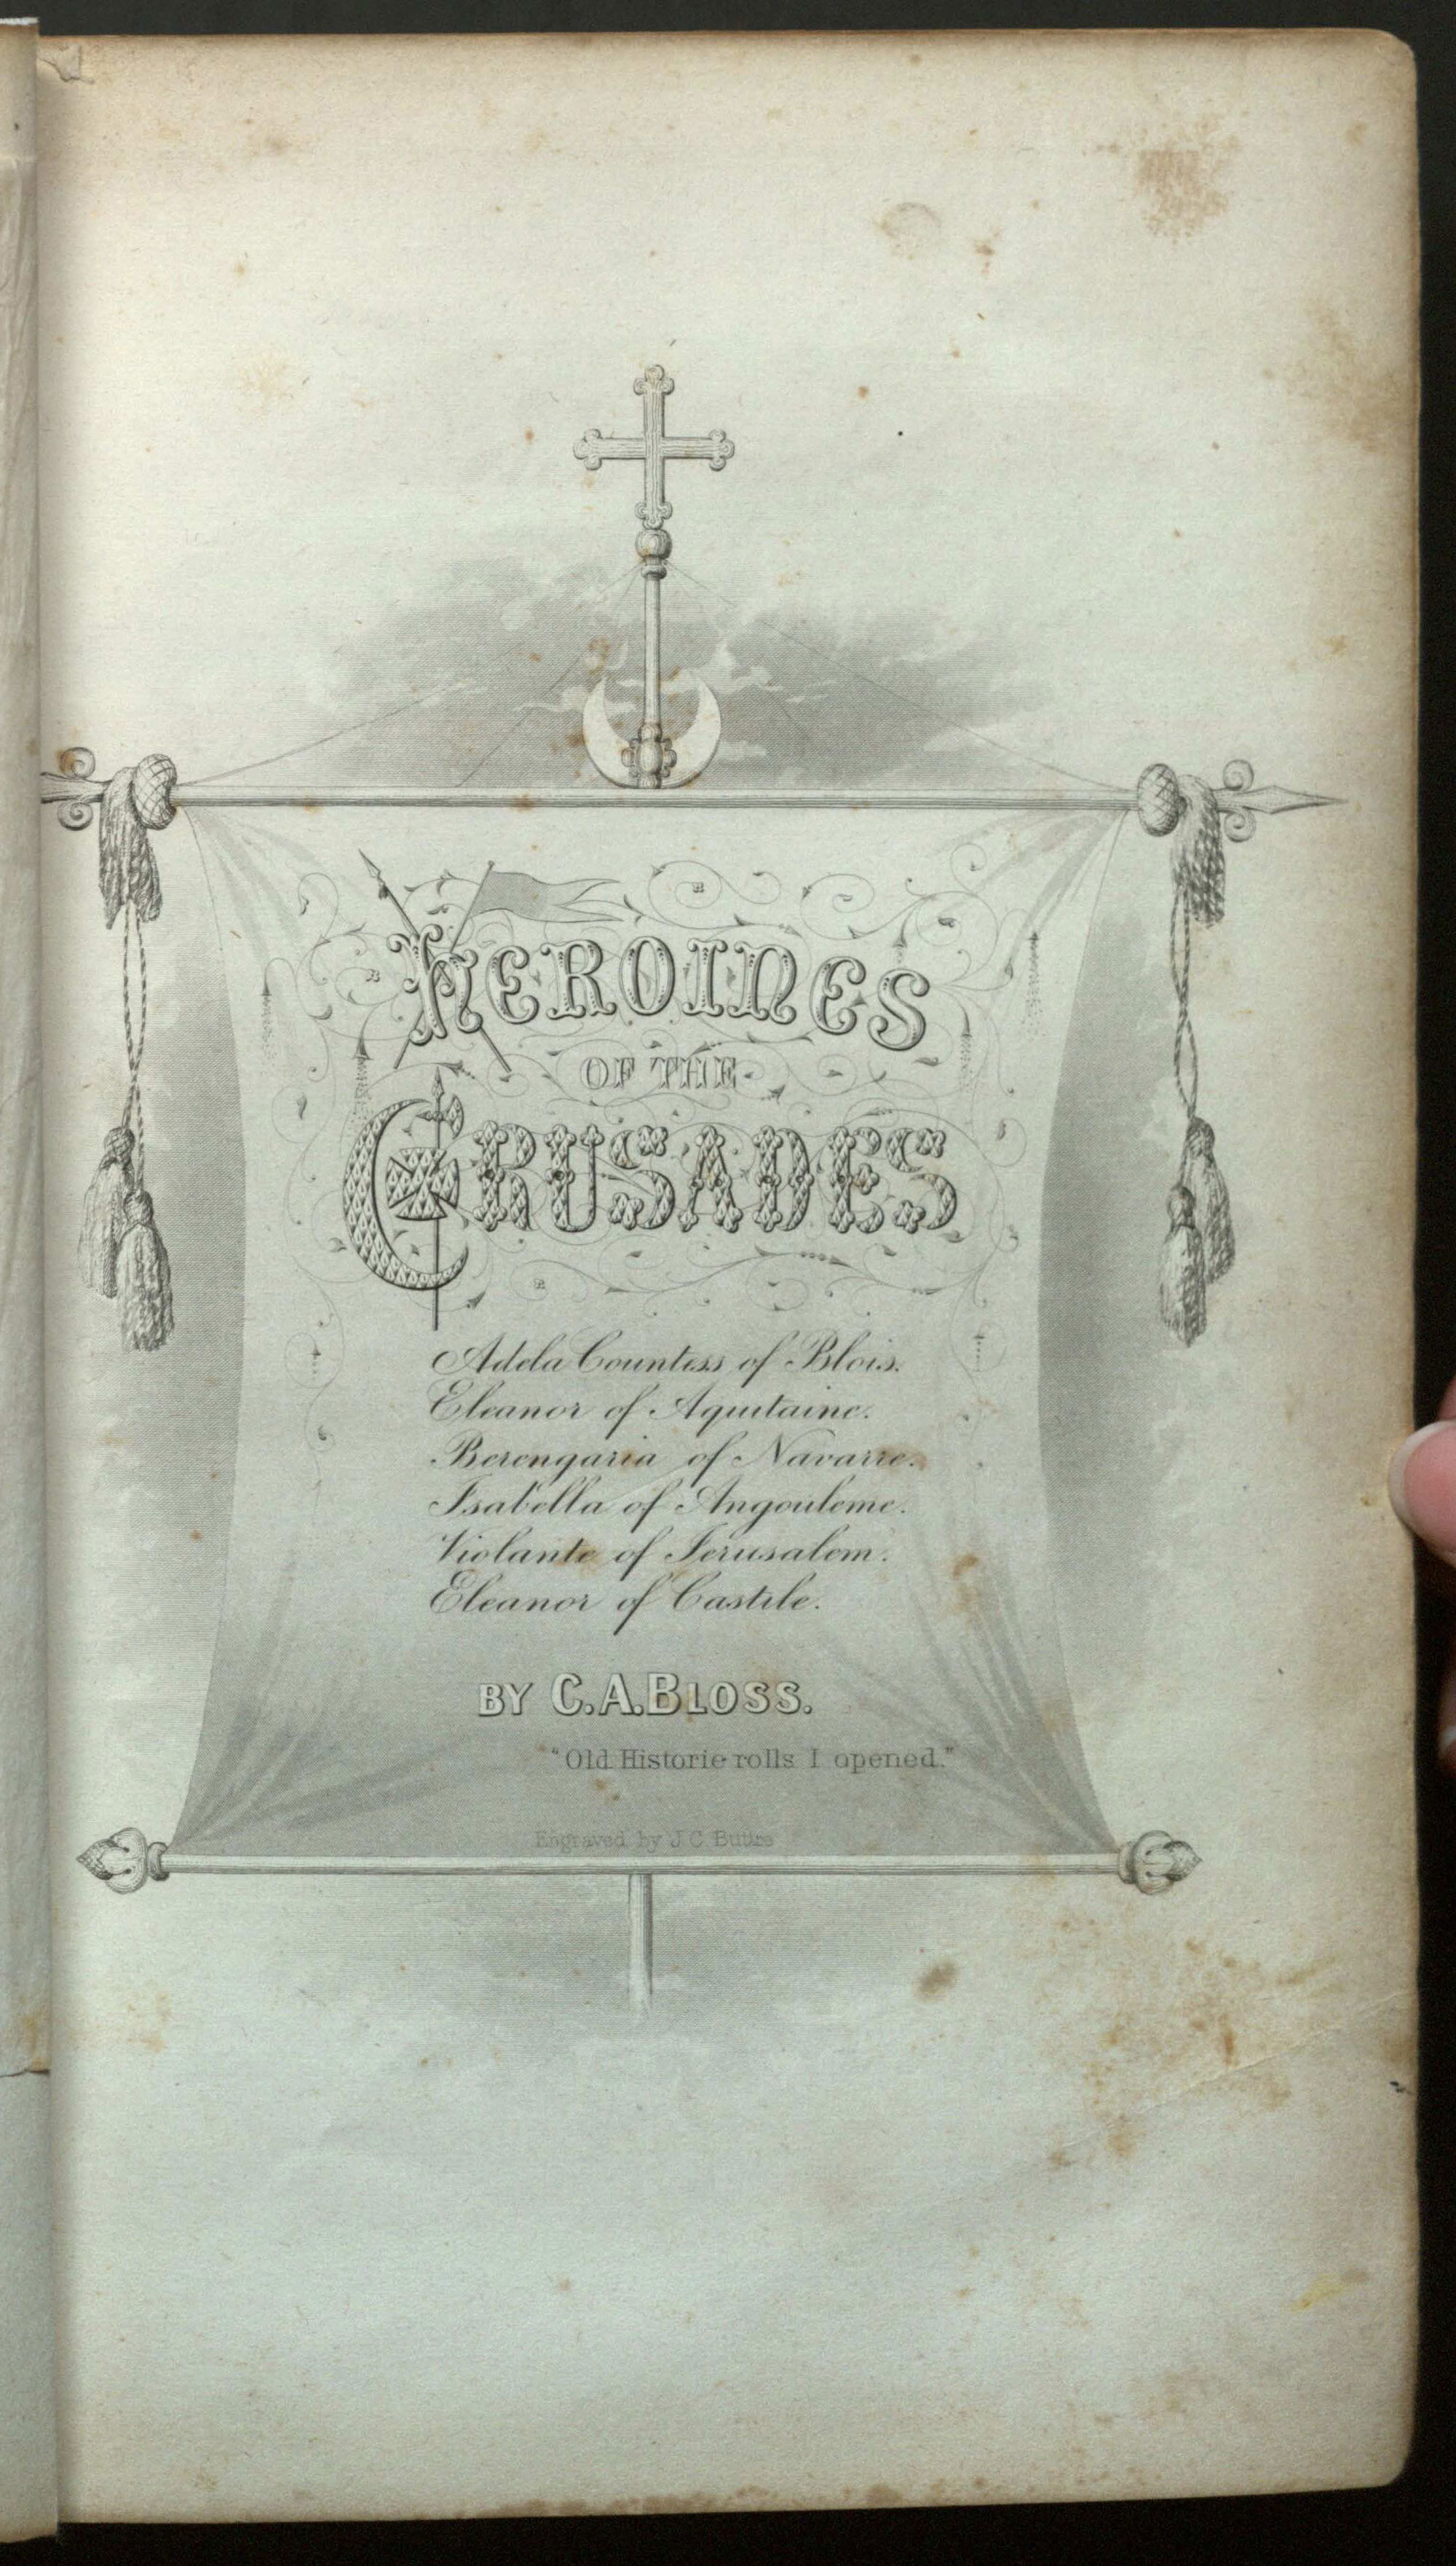 HEROINES
OF THE
CRUSADES
Adela Countess of Blois.
Eleanor of Aquitaine.
Berengaria of Navarre.
Isabella of Angouleme.
Violante of Jerusalem.
Eleanor of Castile.
BY C.A.BLOSS.
"Old Historie rolls I opened."
Engraved by J C Buttre